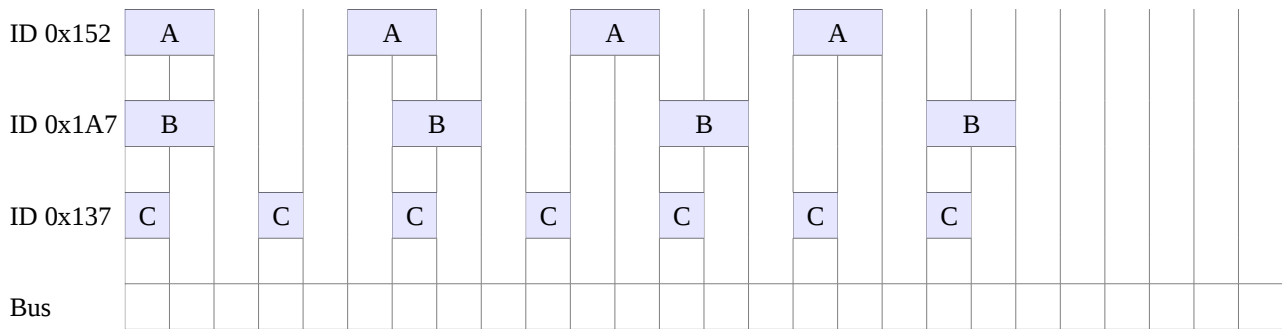 ID 0x152 A A A A
ID 0x1A7 B B B B
ID 0x137 C C C C C C C
Bus